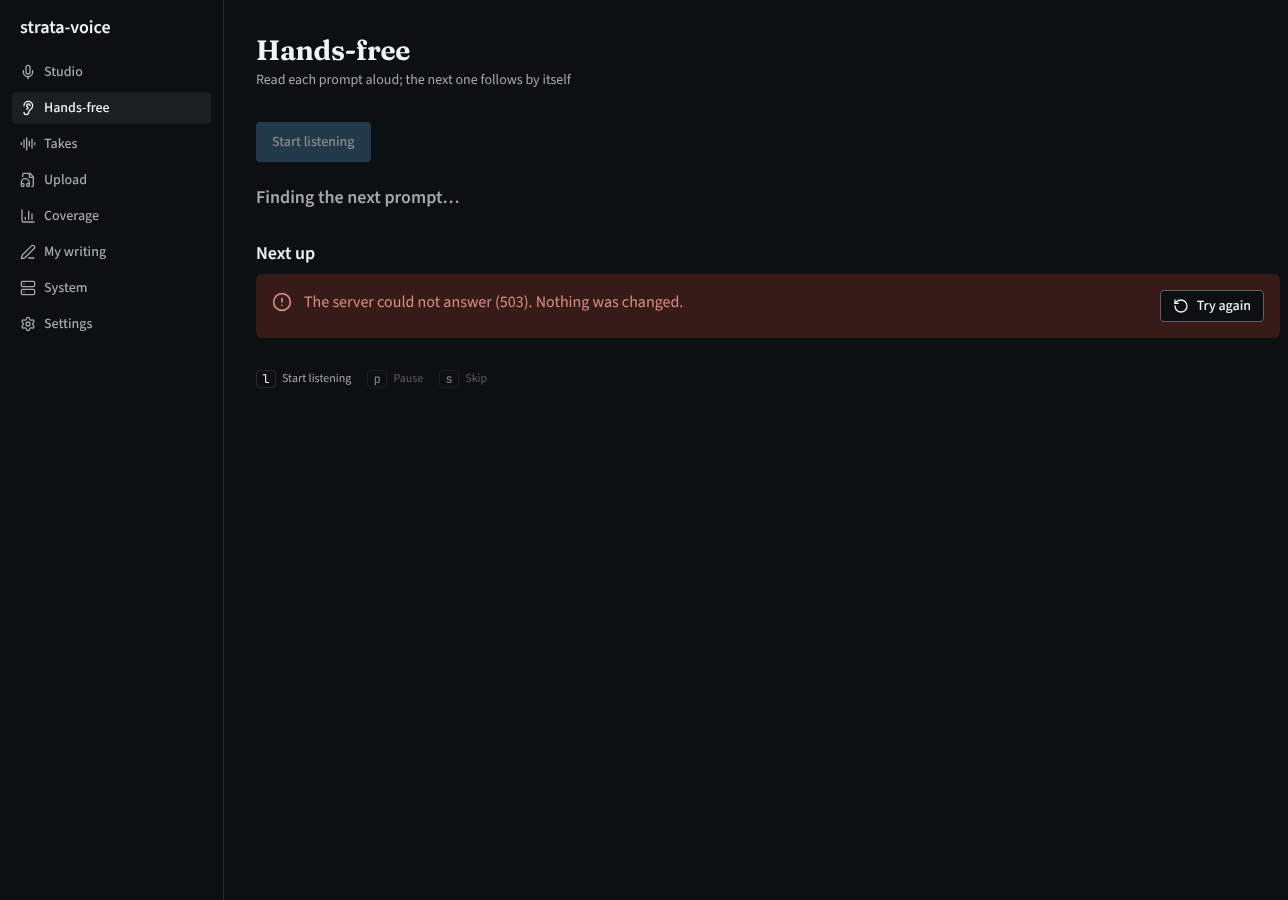 strata-voice
Studio
Hands-free
Takes
Upload
Coverage
My writing
System
Settings
Hands-free
Read each prompt aloud; the next one follows by itself
Start listening
Finding the next prompt…
Next up
The server could not answer (503). Nothing was changed.
Try again
l Start listening p Pause s Skip